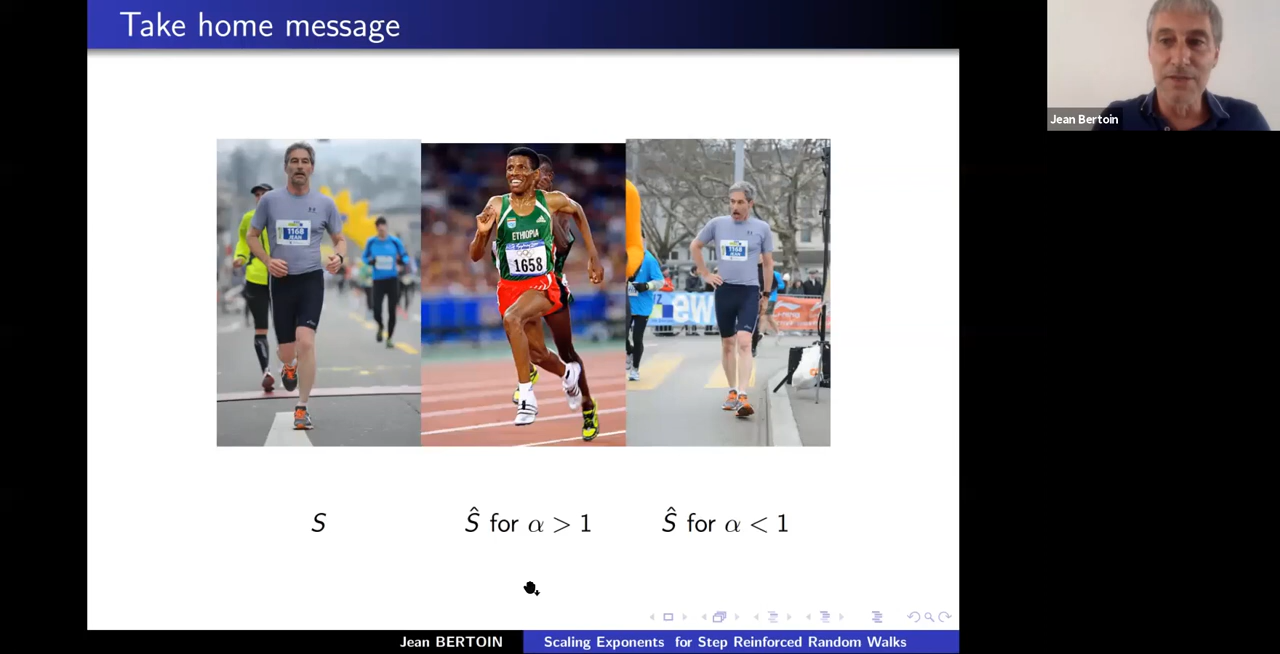 Take home message
Jean Bertoin
1168
JEAN
ETHIOPIA
1658
1168
JEAN
ew
S
Ŝ for α > 1
Ŝ for α < 1
Jean BERTOIN
Scaling Exponents for Step Reinforced Random Walks